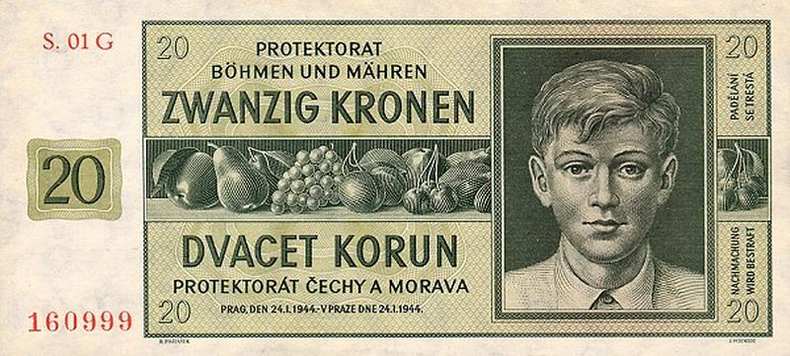 S. 01 G
20
PROTEKTORAT
BÖHMEN UND MÄHREN
ZWANZIG KRONEN
20
PADĚLÁNÍ
SE TRESTÁ
20
DVACET KORUN
PROTEKTORÁT ČECHY A MORAVA
PRAG, DEN 24.I.1944.-V PRAZE DNE 24.I.1944.
NACHMACHUNG
WIRD BESTRAFT
160999
20
20